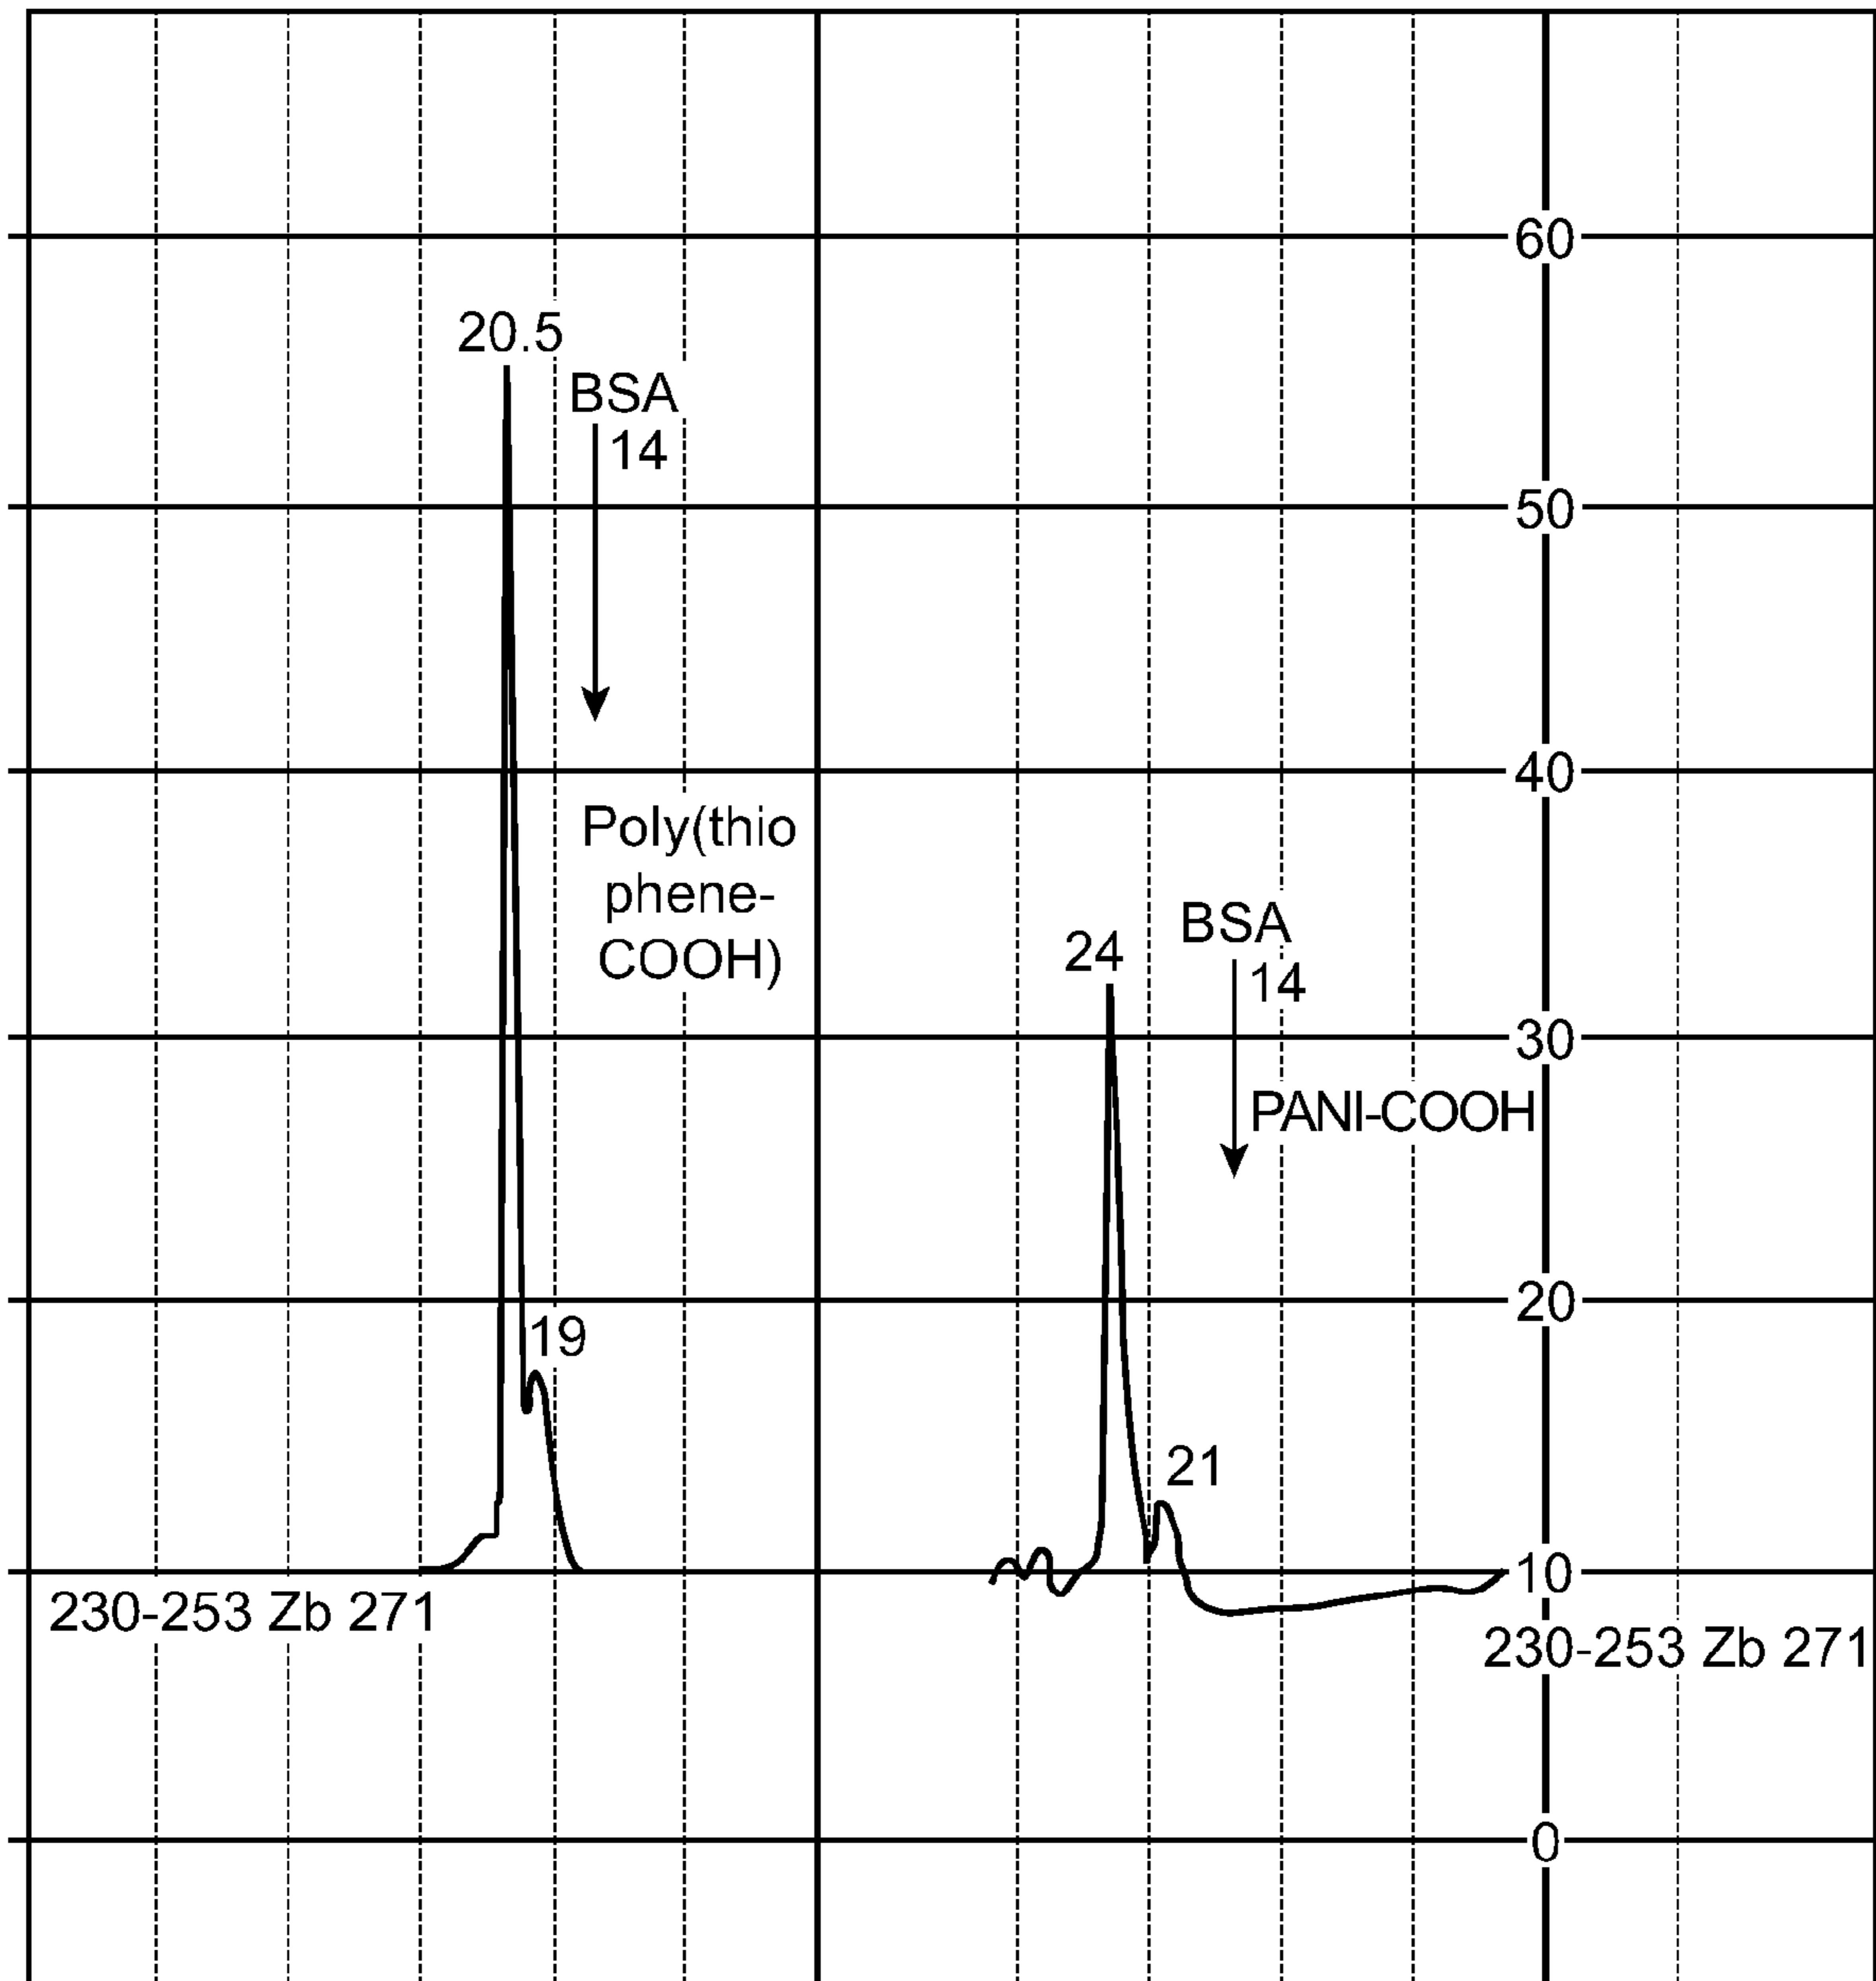 60
20.5
BSA
14
50
40
Poly(thio
phene-
COOH)
BSA
24
14
30
PANI-COOH
20
19
21
10
230-253 Zb 271
230-253 Zb 271
0